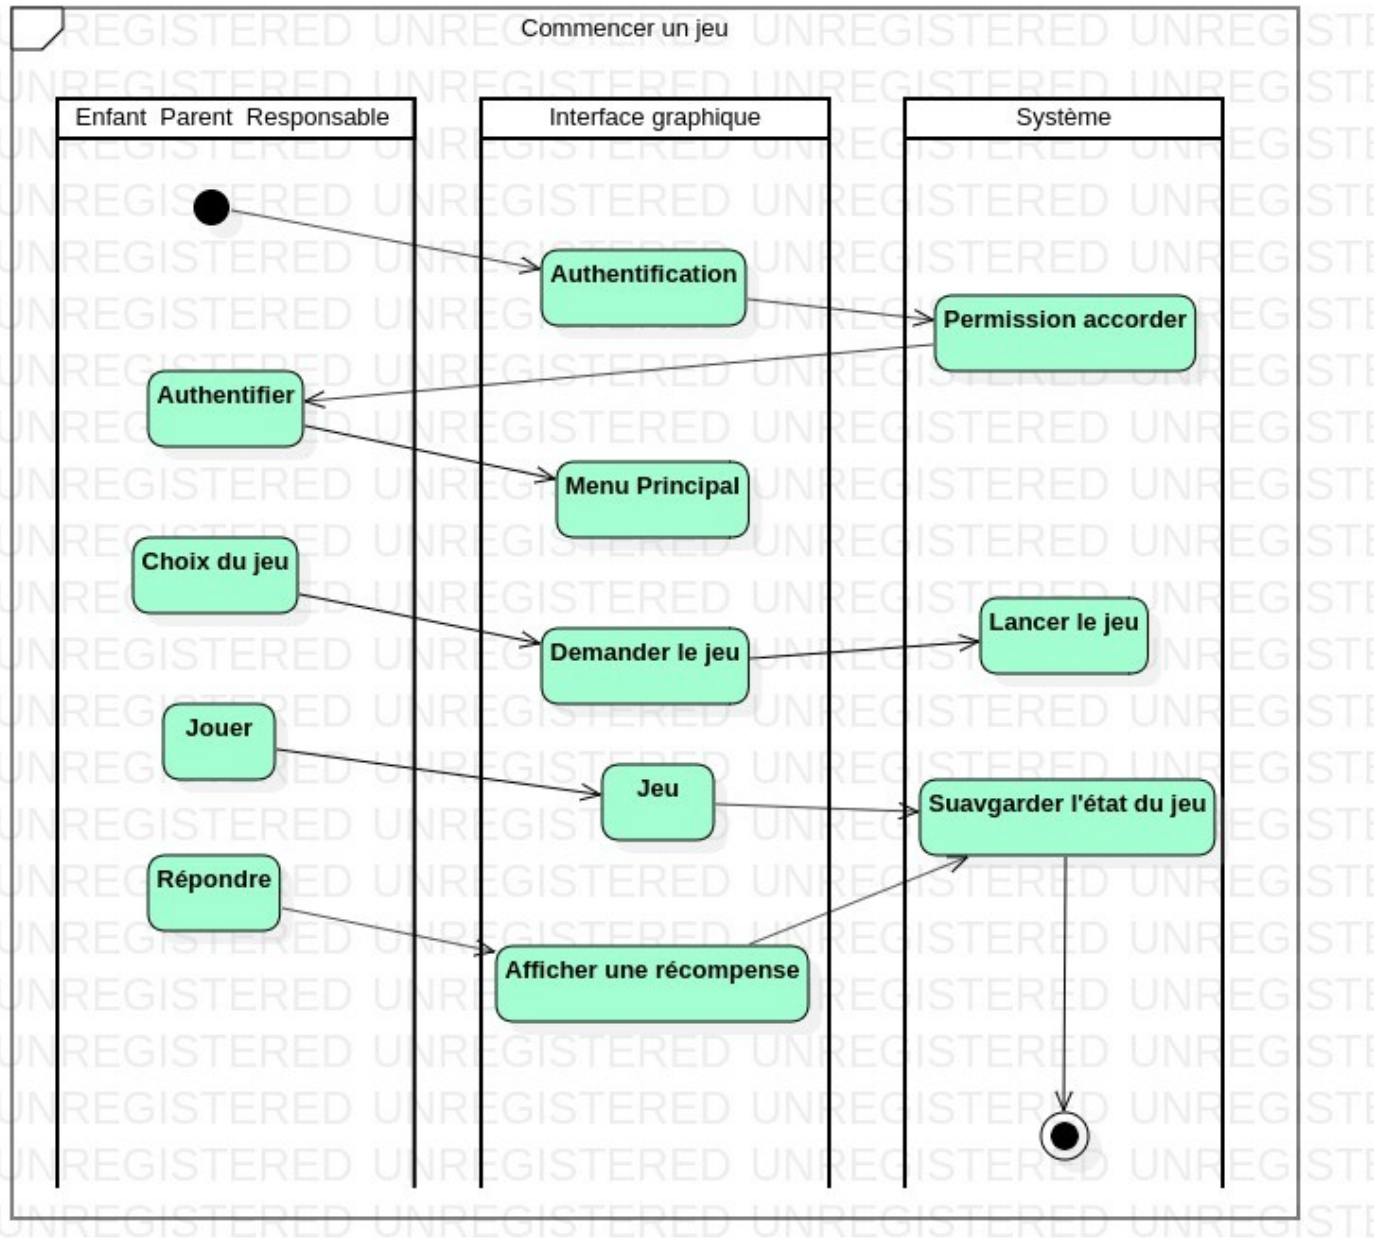 Commencer un jeu
Enfant Parent Responsable
Interface graphique
Système
Authentification
Permission accorder
Authentifier
Menu Principal
Choix du jeu
Lancer le jeu
Demander le jeu
Jouer
Jeu
Suavgarder l'état du jeu
Répondre
Afficher une récompense
UNREGISTERED